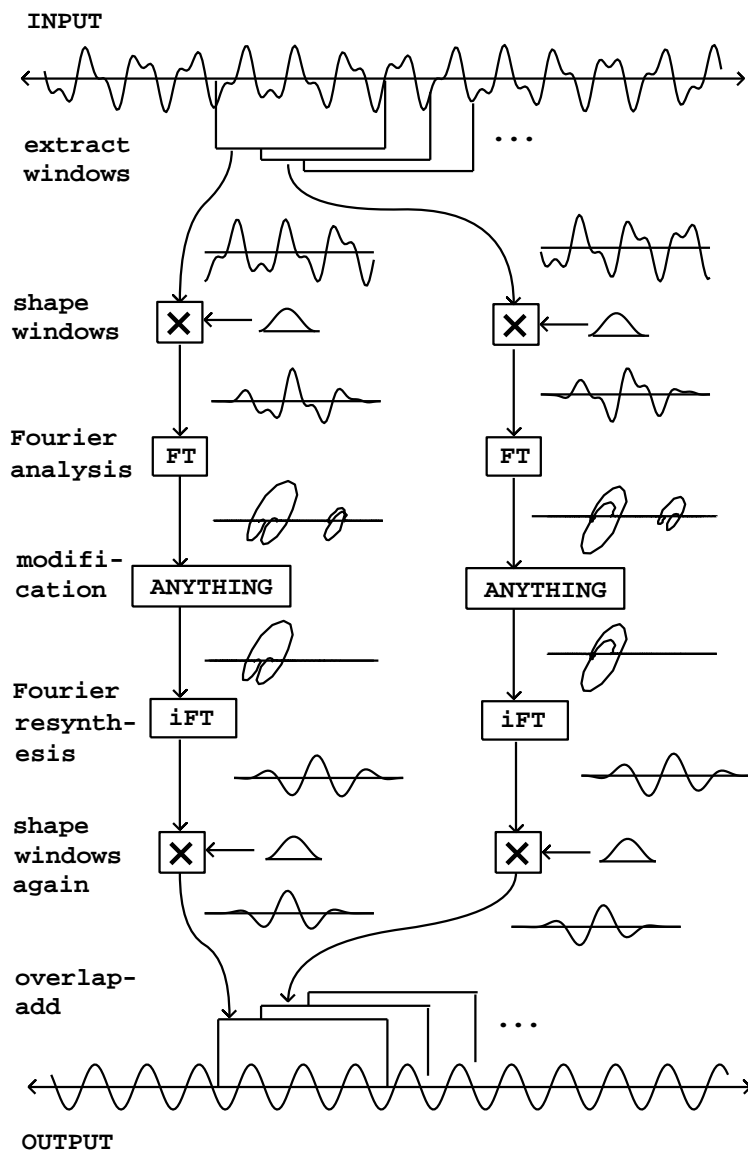 INPUT
extract
windows
...
shape
windows
Fourier
analysis
FT
FT
modifi-
cation
ANYTHING
ANYTHING
Fourier
resynth-
esis
iFT
iFT
shape
windows
again
overlap-
add
...
OUTPUT